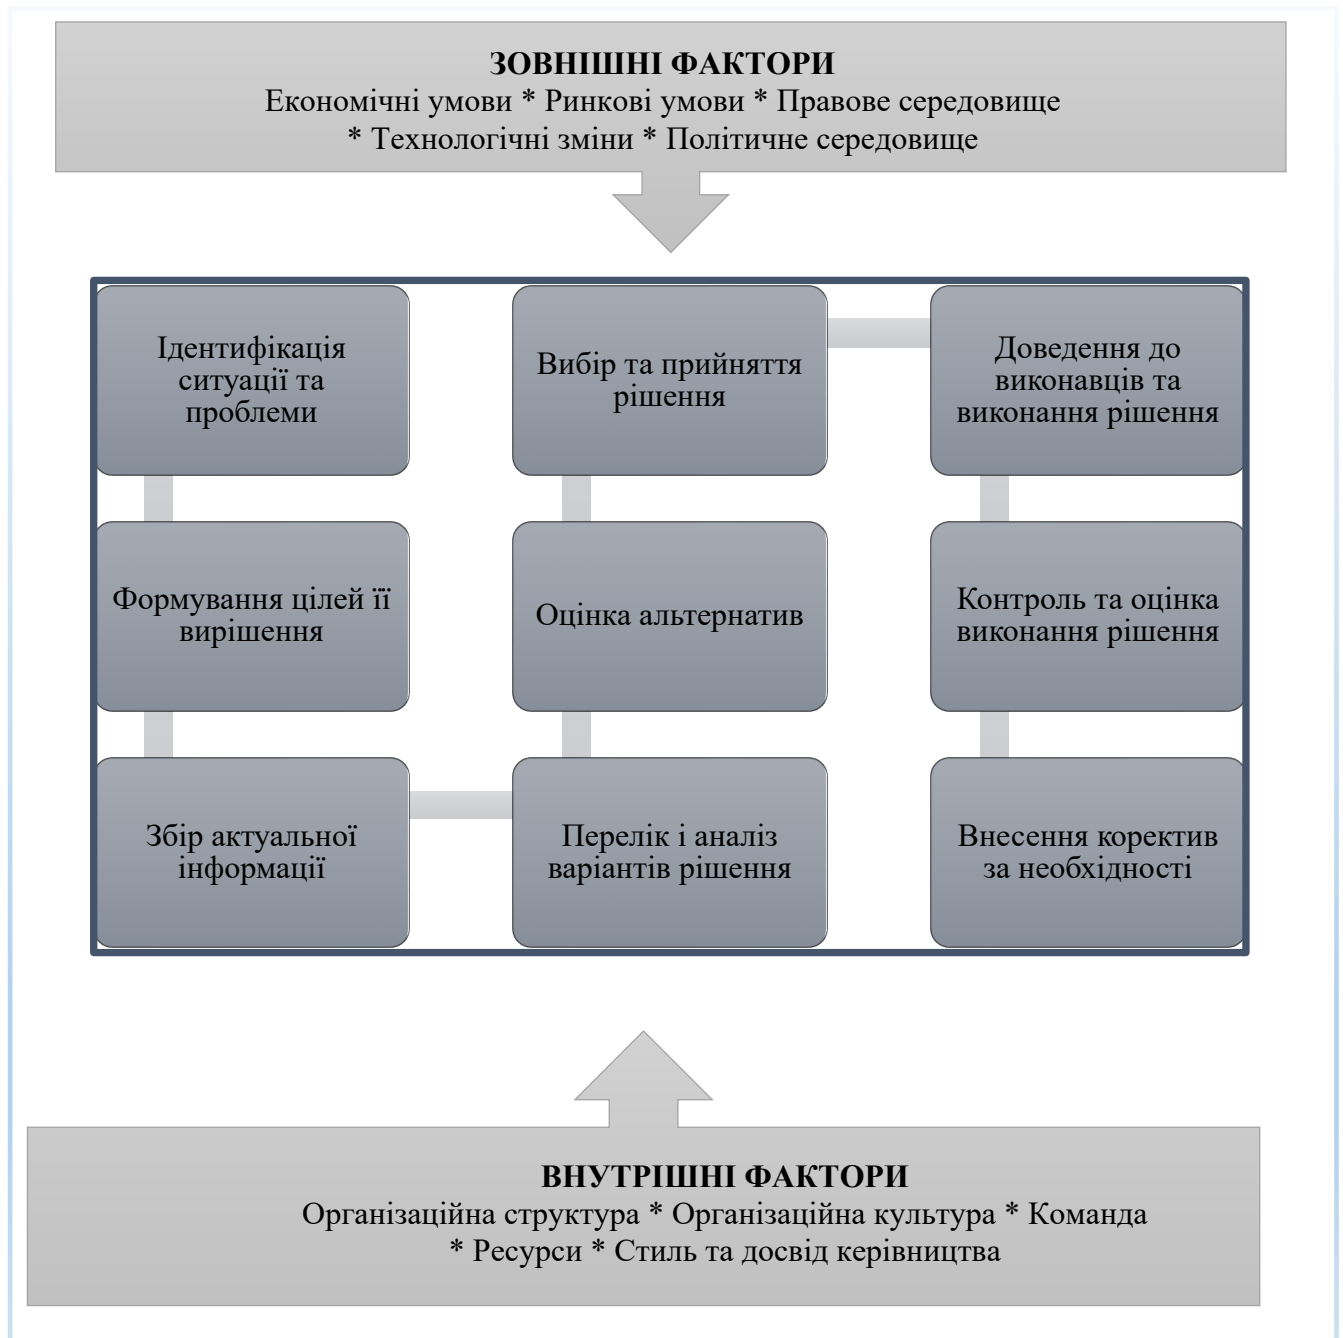 ЗОВНІШНІ ФАКТОРИ
Економічні умови * Ринкові умови * Правове середовище
* Технологічні зміни * Політичне середовище
Ідентифікація
ситуації та
проблеми
Формування цілей її
вирішення
Збір актуальної
інформації
Перелік і аналіз
варіантів рішення
Оцінка альтернатив
Вибір та прийняття
рішення
Доведення до
виконавців та
виконання рішення
Контроль та оцінка
виконання рішення
Внесення коректив
за необхідності
ВНУТРІШНІ ФАКТОРИ
Організаційна структура * Організаційна культура * Команда
* Ресурси * Стиль та досвід керівництва